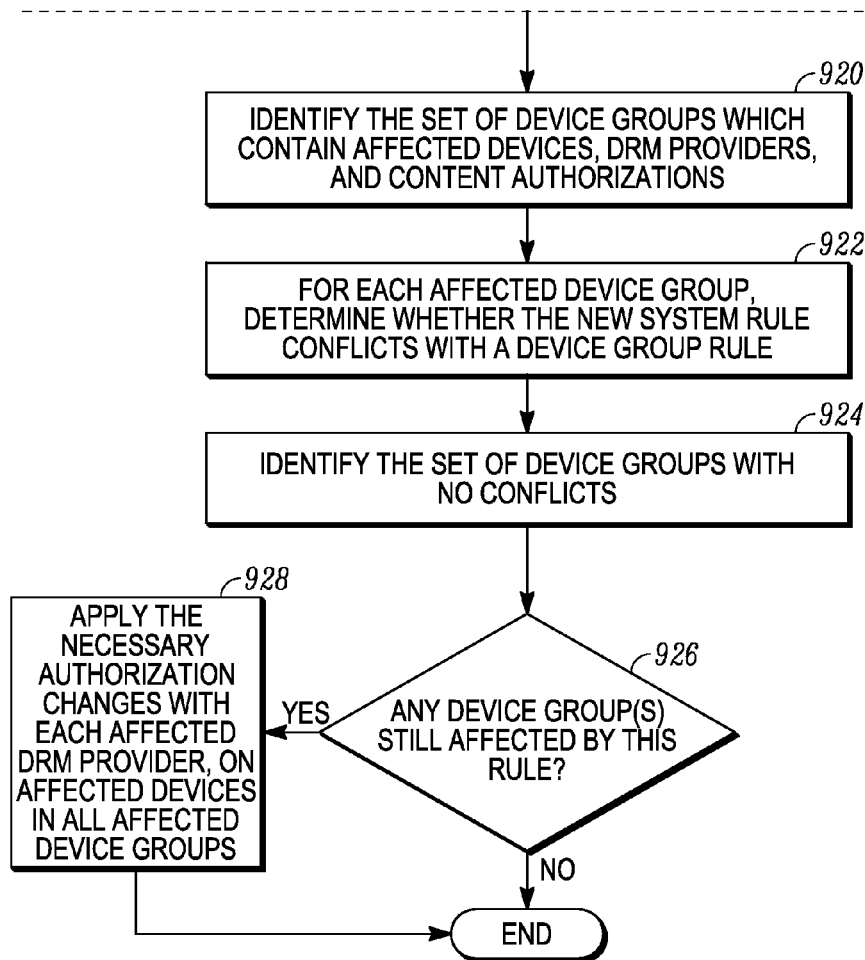 920
IDENTIFY THE SET OF DEVICE GROUPS WHICH
CONTAIN AFFECTED DEVICES, DRM PROVIDERS,
AND CONTENT AUTHORIZATIONS
922
FOR EACH AFFECTED DEVICE GROUP,
DETERMINE WHETHER THE NEW SYSTEM RULE
CONFLICTS WITH A DEVICE GROUP RULE
924
IDENTIFY THE SET OF DEVICE GROUPS WITH
NO CONFLICTS
926
ANY DEVICE GROUP(S)
STILL AFFECTED BY THIS
RULE?
YES
928
APPLY THE
NECESSARY
AUTHORIZATION
CHANGES WITH
EACH AFFECTED
DRM PROVIDER, ON
AFFECTED DEVICES
IN ALL AFFECTED
DEVICE GROUPS
NO
END